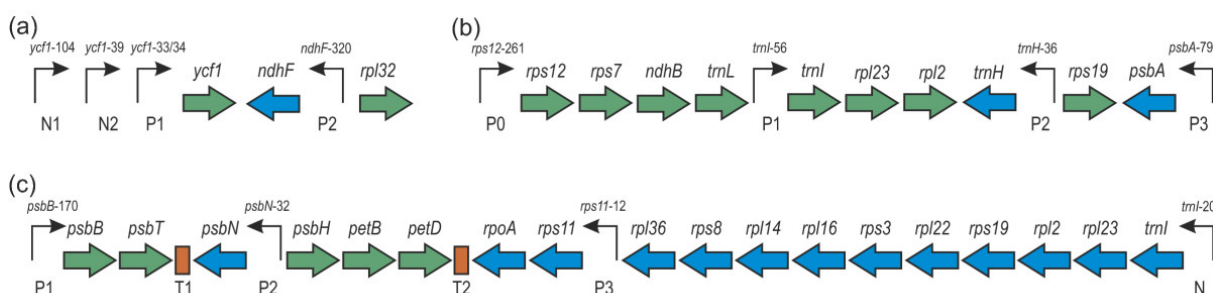 (a)
ycf1-104 ycf1-39 ycf1-33/34 ndhF-320
ycf1 ndhF rpl32
N1 N2 P1 P2
(b)
rps12-261 trnI-56 trnH-36 psbA-79
rps12 rps7 ndhB trnL trnI rpl23 rpl2 trnH rps19 psbA
P0 P1 P2 P3
(c)
psbB-170 psbN-32 rps11-12 trnI-20
psbB psbT psbN psbH petB petD rpoA rps11 rpl36 rps8 rpl14 rpl16 rps3 rpl22 rps19 rpl2 rpl23 trnI
P1 T1 P2 T2 P3 N